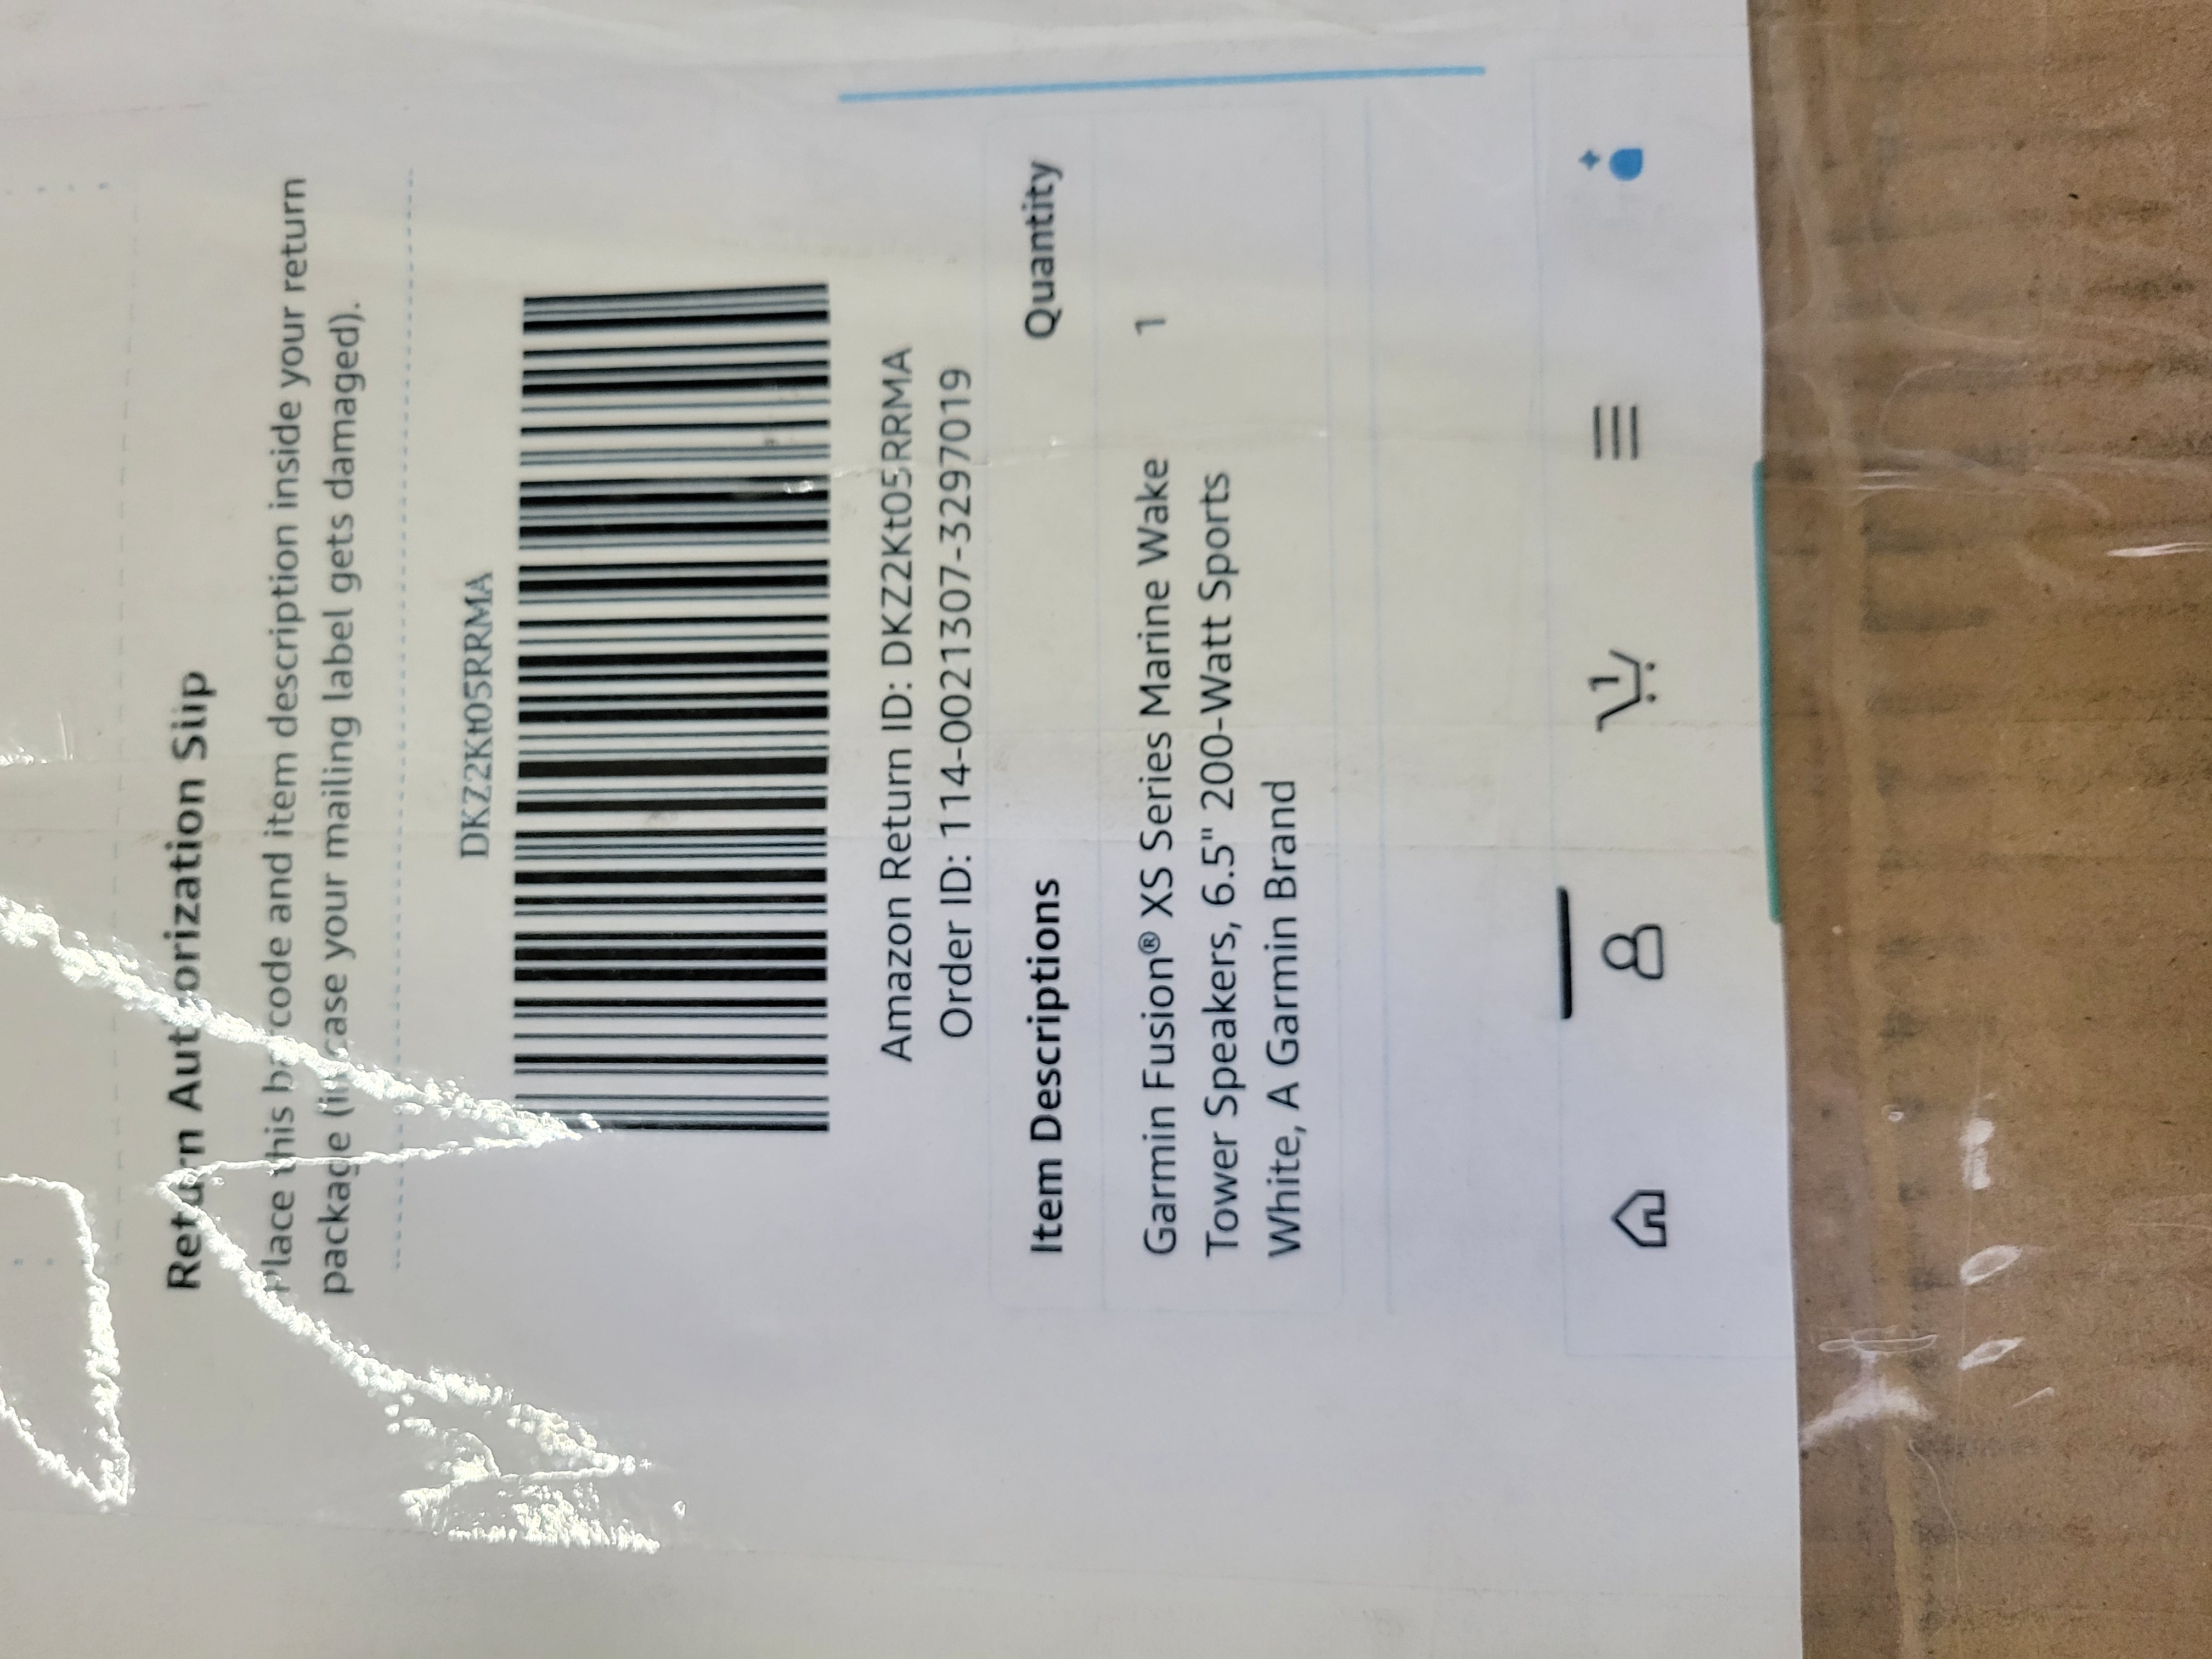 Return Authorization Slip
Place this barcode and item description inside your return
package (in case your mailing label gets damaged).
DKZ2Kt05RRMA
Amazon Return ID: DKZ2Kt05RRMA
Order ID: 114-0021307-3297019
Item Descriptions Quantity
Garmin Fusion® XS Series Marine Wake 1
Tower Speakers, 6.5" 200-Watt Sports
White, A Garmin Brand
1